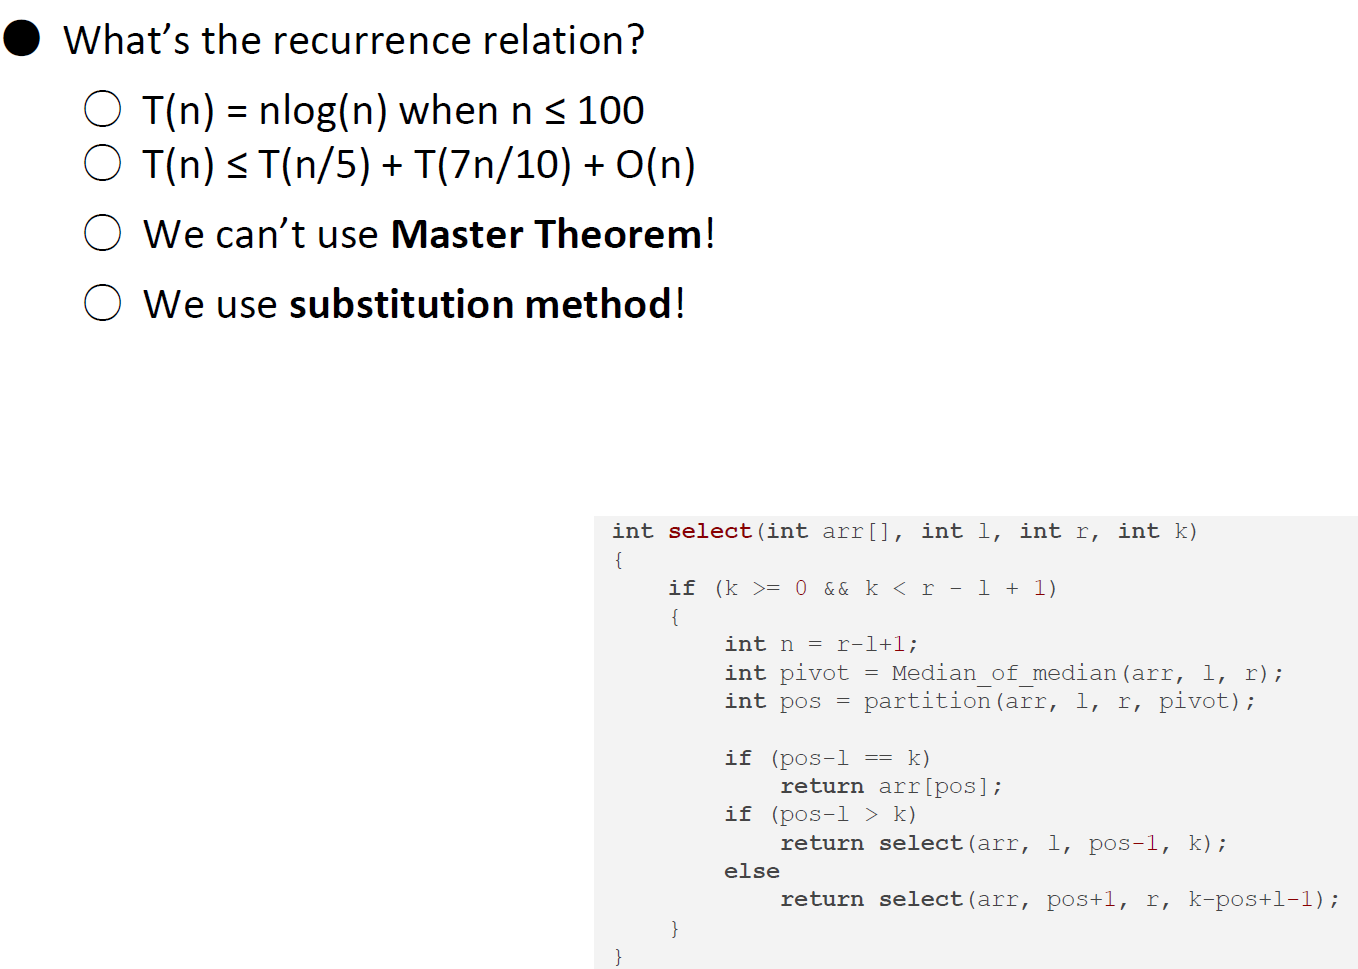 What's the recurrence relation?
T(n) = nlog(n) when n ≤ 100
T(n) ≤ T(n/5) + T(7n/10) + O(n)
We can't use Master Theorem!
We use substitution method!
int select(int arr[], int l, int r, int k)
{
    if (k >= 0 && k < r - l + 1)
    {
        int n = r-l+1;
        int pivot = Median_of_median(arr, l, r);
        int pos = partition(arr, l, r, pivot);
        if (pos-l == k)
            return arr[pos];
        if (pos-l > k)
            return select(arr, l, pos-1, k);
        else
            return select(arr, pos+1, r, k-pos+l-1);
    }
}